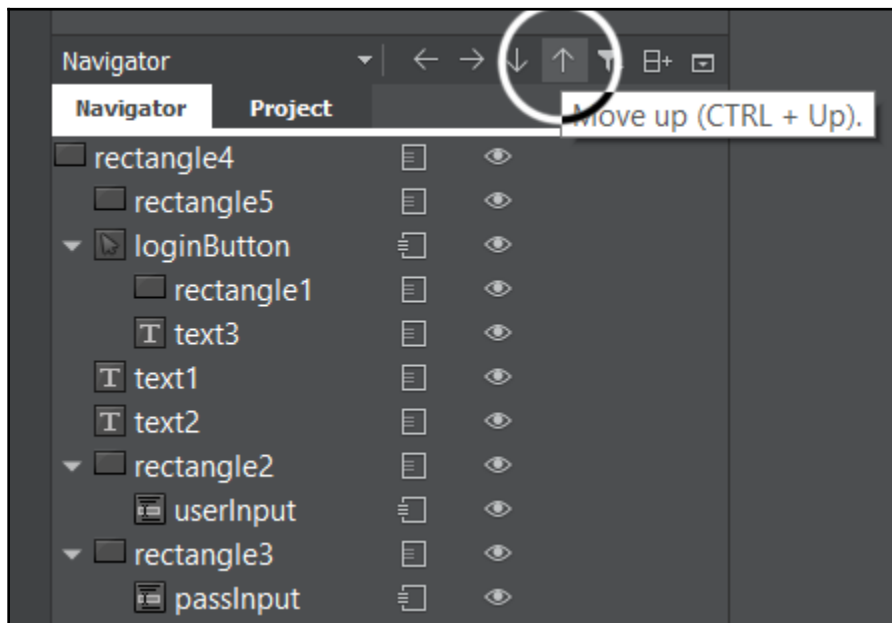 Navigator
Navigator Project
Move up (CTRL + Up).
rectangle4
rectangle5
loginButton
rectangle1
T text3
T text1
T text2
rectangle2
userInput
rectangle3
passInput